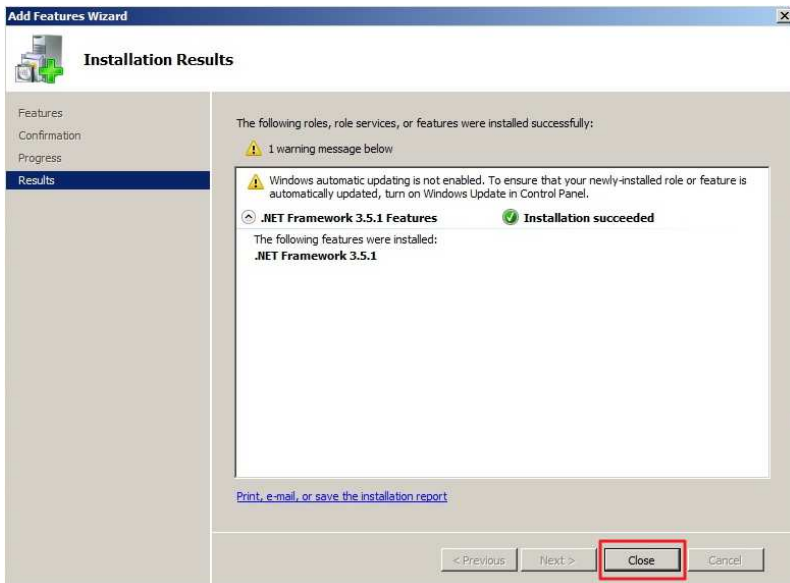 Add Features Wizard
Installation Results
Features
Confirmation
Progress
Results
The following roles, role services, or features were installed successfully:
1 warning message below
Windows automatic updating is not enabled. To ensure that your newly-installed role or feature is
automatically updated, turn on Windows Update in Control Panel.
.NET Framework 3.5.1 Features Installation succeeded
The following features were installed:
.NET Framework 3.5.1
Print, e-mail, or save the installation report
< Previous Next > Close Cancel